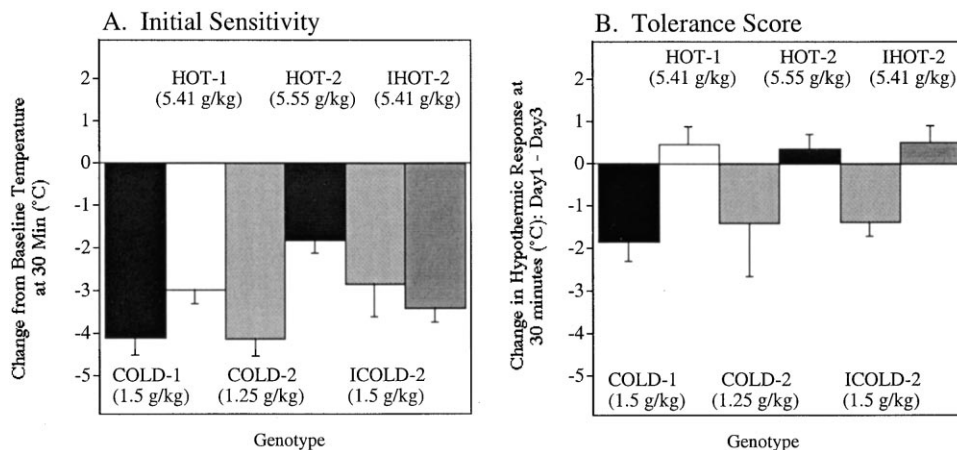 A. Initial Sensitivity
Change from Baseline Temperature
at 30 Min (°C)
2
1
0
-1
-2
-3
-4
-5
HOT-1
(5.41 g/kg)
HOT-2
(5.55 g/kg)
IHOT-2
(5.41 g/kg)
COLD-1
(1.5 g/kg)
COLD-2
(1.25 g/kg)
ICOLD-2
(1.5 g/kg)
Genotype
B. Tolerance Score
Change in Hypothermic Response at
30 minutes (°C): Day1 - Day3
2
1
0
-1
-2
-3
-4
-5
HOT-1
(5.41 g/kg)
HOT-2
(5.55 g/kg)
IHOT-2
(5.41 g/kg)
COLD-1
(1.5 g/kg)
COLD-2
(1.25 g/kg)
ICOLD-2
(1.5 g/kg)
Genotype